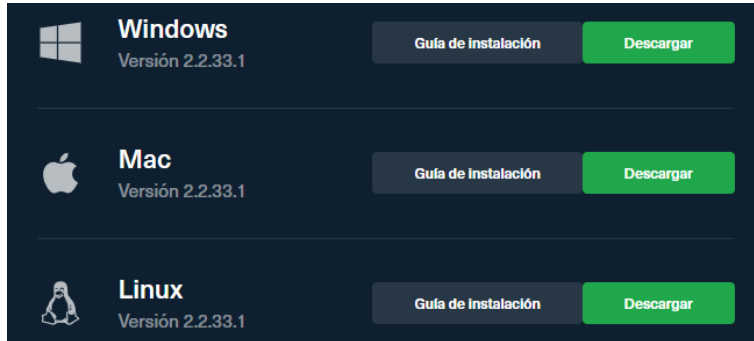 Windows
Versión 2.2.33.1
Guía de instalación
Descargar
Mac
Versión 2.2.33.1
Guía de instalación
Descargar
Linux
Versión 2.2.33.1
Guía de instalación
Descargar